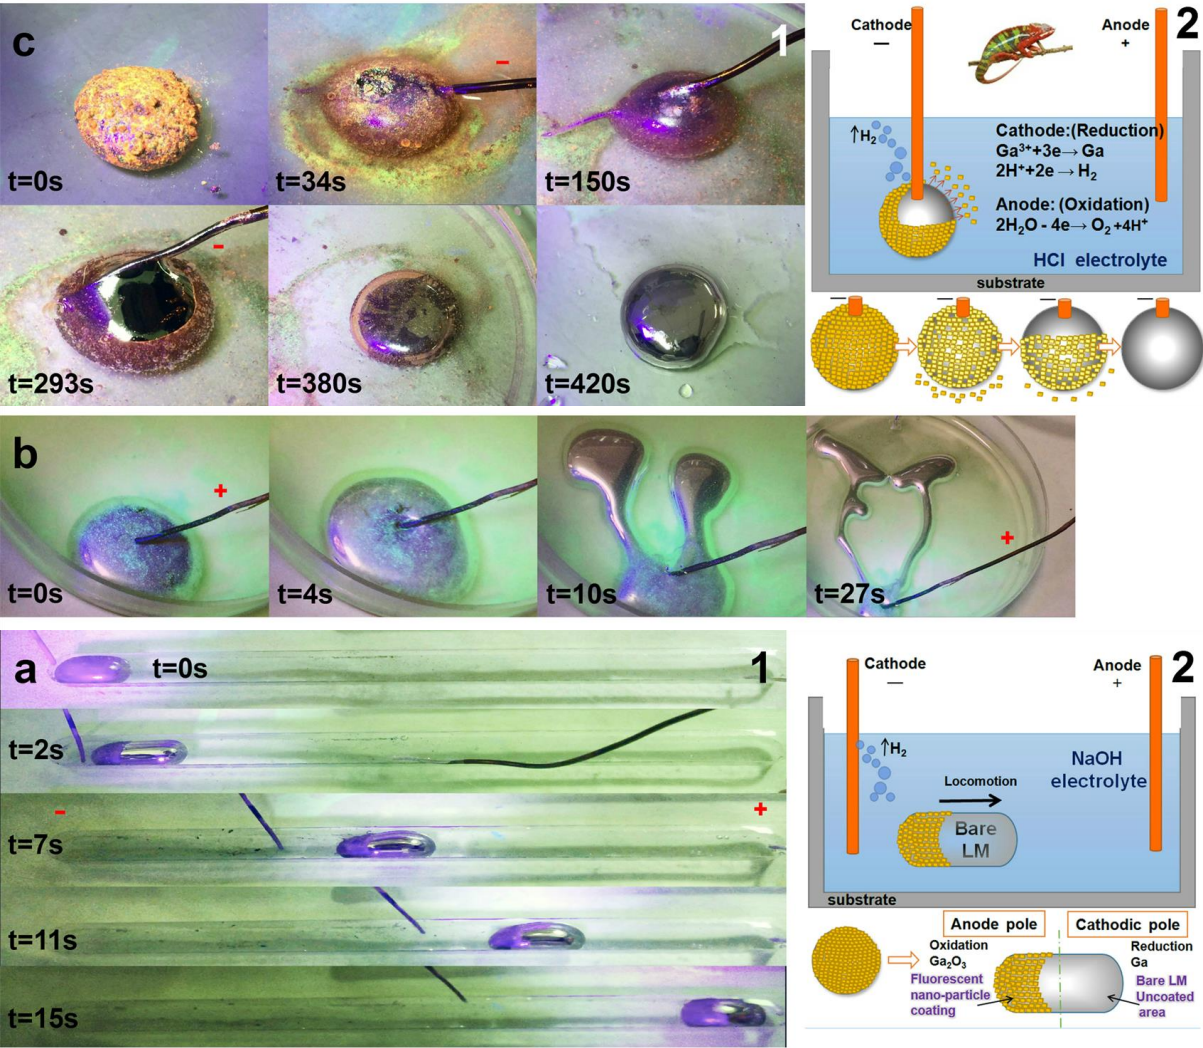 c
1
t=0s
−
t=34s
t=150s
−
t=293s
t=380s
t=420s
2
Cathode
—
Anode
+
↑H₂
Cathode:(Reduction)
Ga³⁺+3e→ Ga
2H⁺+2e → H₂
Anode: (Oxidation)
2H₂O - 4e→ O₂ +4H⁺
HCl electrolyte
substrate
— — — —
b
+
t=0s
t=4s
t=10s
+
t=27s
a
t=0s
1
t=2s
−
+
t=7s
t=11s
t=15s
2
Cathode
—
Anode
+
↑H₂
NaOH
electrolyte
Locomotion
Bare
LM
substrate
Anode pole
Cathodic pole
Oxidation
Ga₂O₃
Fluorescent
nano-particle
coating
Reduction
Ga
Bare LM
Uncoated
area